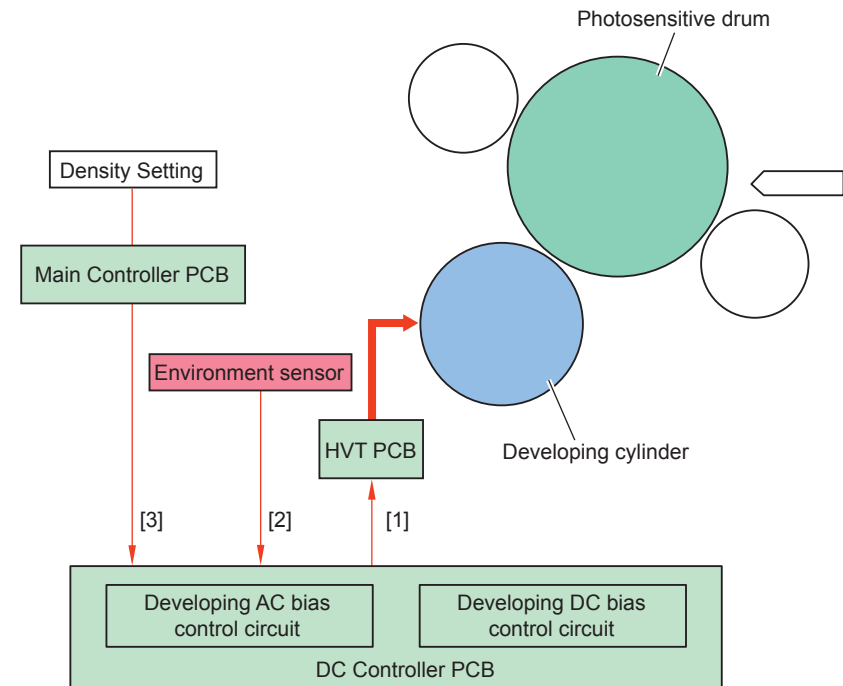 Photosensitive drum
Density Setting
Main Controller PCB
Environment sensor
HVT PCB
Developing cylinder
[3]
[2]
[1]
Developing AC bias
control circuit
Developing DC bias
control circuit
DC Controller PCB